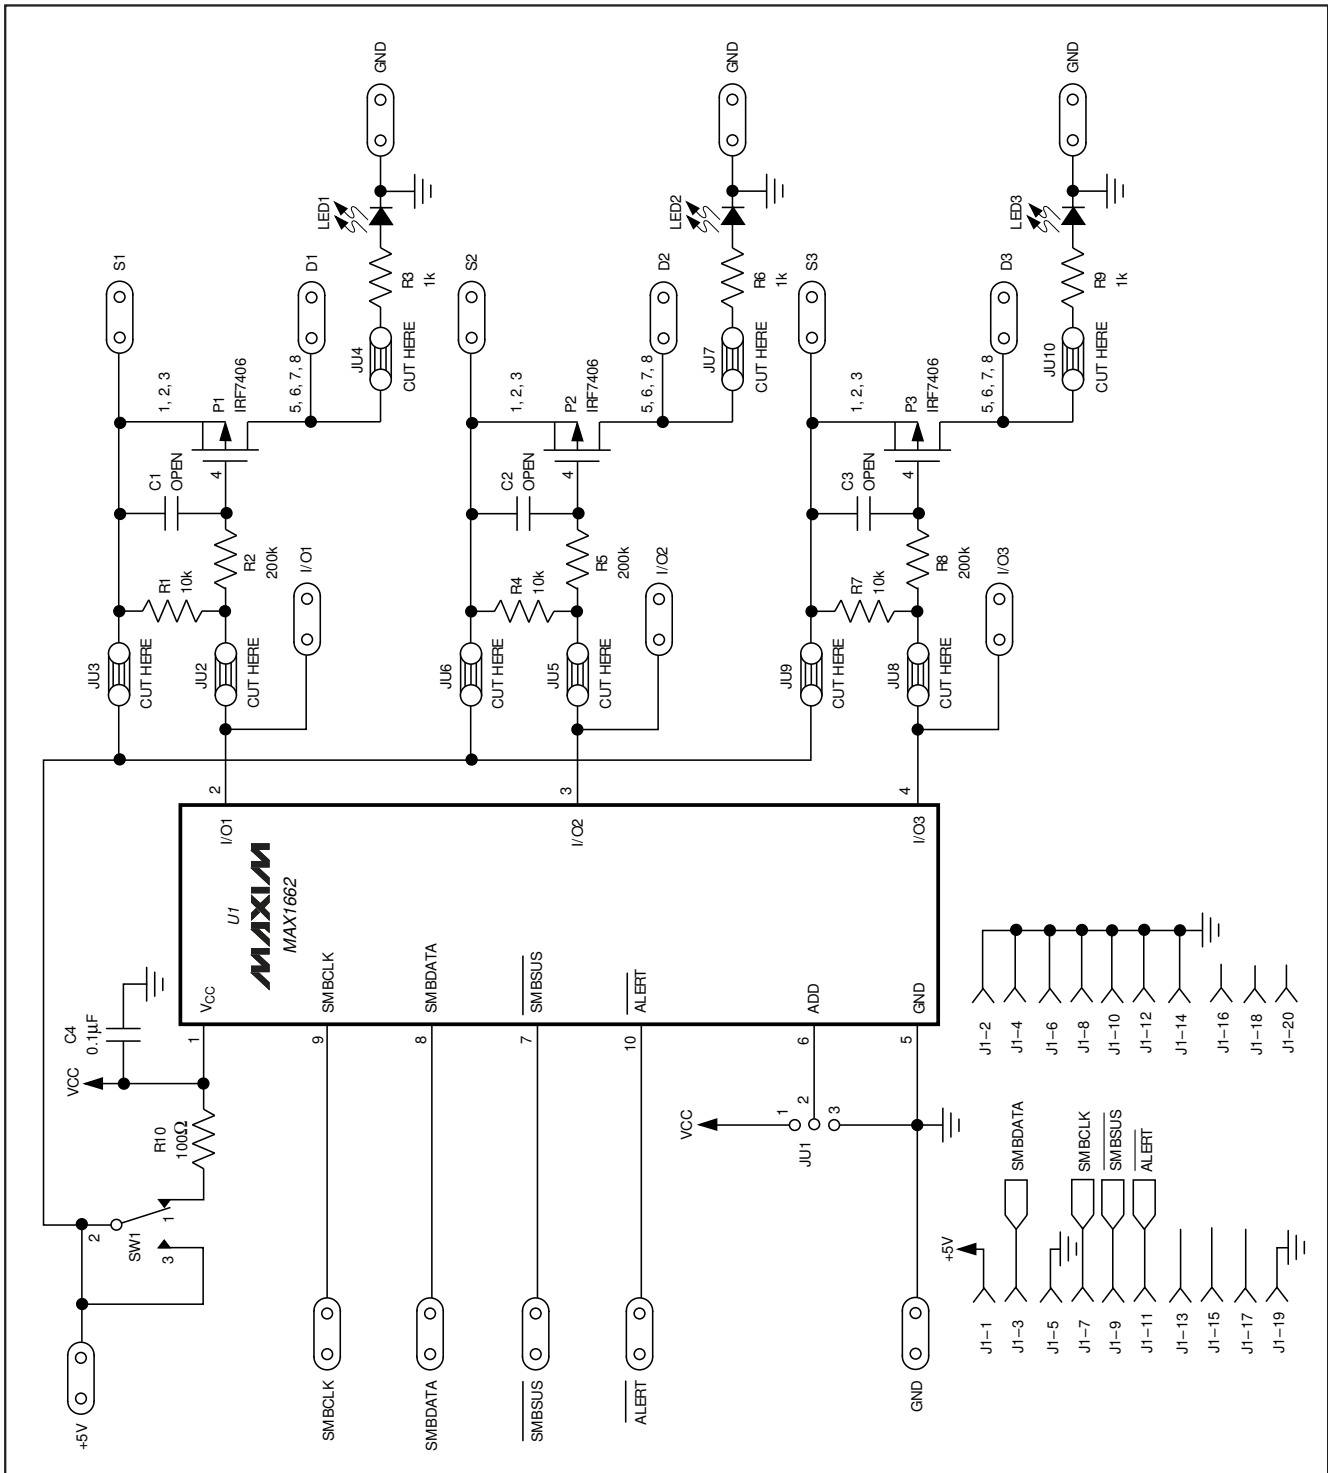 GND
LED1
S1
D1
R3
1k
JU4
CUT HERE
1, 2, 3
P1
IRF7406
5, 6, 7, 8
4
C1
OPEN
R2
200k
R1
10k
I/O1
JU3
CUT HERE
JU2
CUT HERE
GND
LED2
S2
D2
R6
1k
JU7
CUT HERE
1, 2, 3
P2
IRF7406
5, 6, 7, 8
4
C2
OPEN
R5
200k
R4
10k
I/O2
JU6
CUT HERE
JU5
CUT HERE
GND
LED3
S3
D3
R9
1k
JU10
CUT HERE
1, 2, 3
P3
IRF7406
5, 6, 7, 8
4
C3
OPEN
R8
200k
R7
10k
I/O3
JU9
CUT HERE
JU8
CUT HERE
2
I/O1
3
I/O2
4
I/O3
U1
MAXIM
MAX1662
VCC
SMBCLK
SMBDATA
SMBSUS
ALERT
ADD
GND
1
9
8
7
10
6
5
C4
0.1µF
VCC
R10
100Ω
SW1
2
1
3
+5V
VCC
JU1
1
2
3
SMBCLK
SMBDATA
SMBSUS
ALERT
GND
J1-2
J1-4
J1-6
J1-8
J1-10
J1-12
J1-14
J1-16
J1-18
J1-20
+5V
SMBDATA
SMBCLK
SMBSUS
ALERT
J1-1
J1-3
J1-5
J1-7
J1-9
J1-11
J1-13
J1-15
J1-17
J1-19